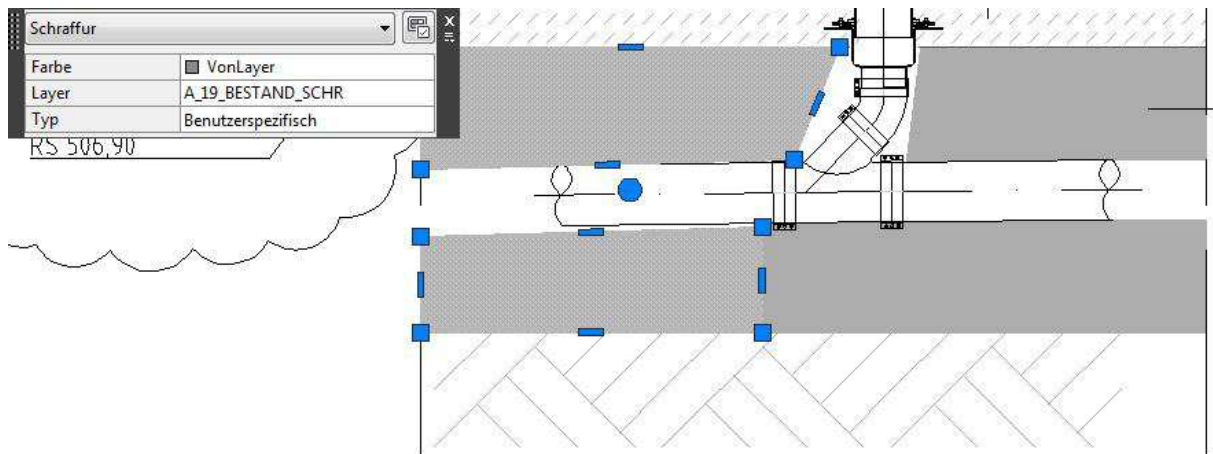 Schraffur
Farbe VonLayer
Layer A_19_BESTAND_SCHR
Typ Benutzerspezifisch
RS 506,90